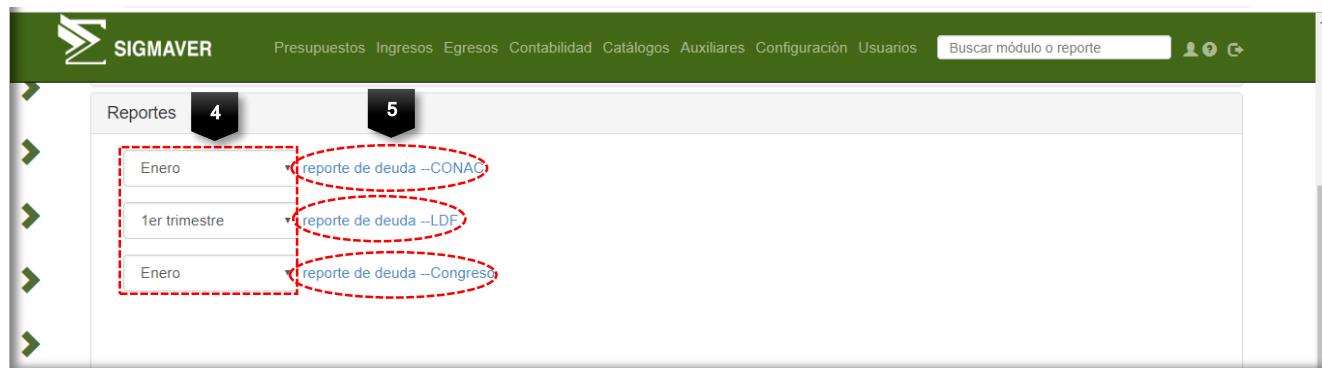 SIGMAVER Presupuestos Ingresos Egresos Contabilidad Catálogos Auxiliares Configuración Usuarios Buscar módulo o reporte
Reportes 4 5
Enero reporte de deuda --CONAC
1er trimestre reporte de deuda --LDF
Enero reporte de deuda --Congreso